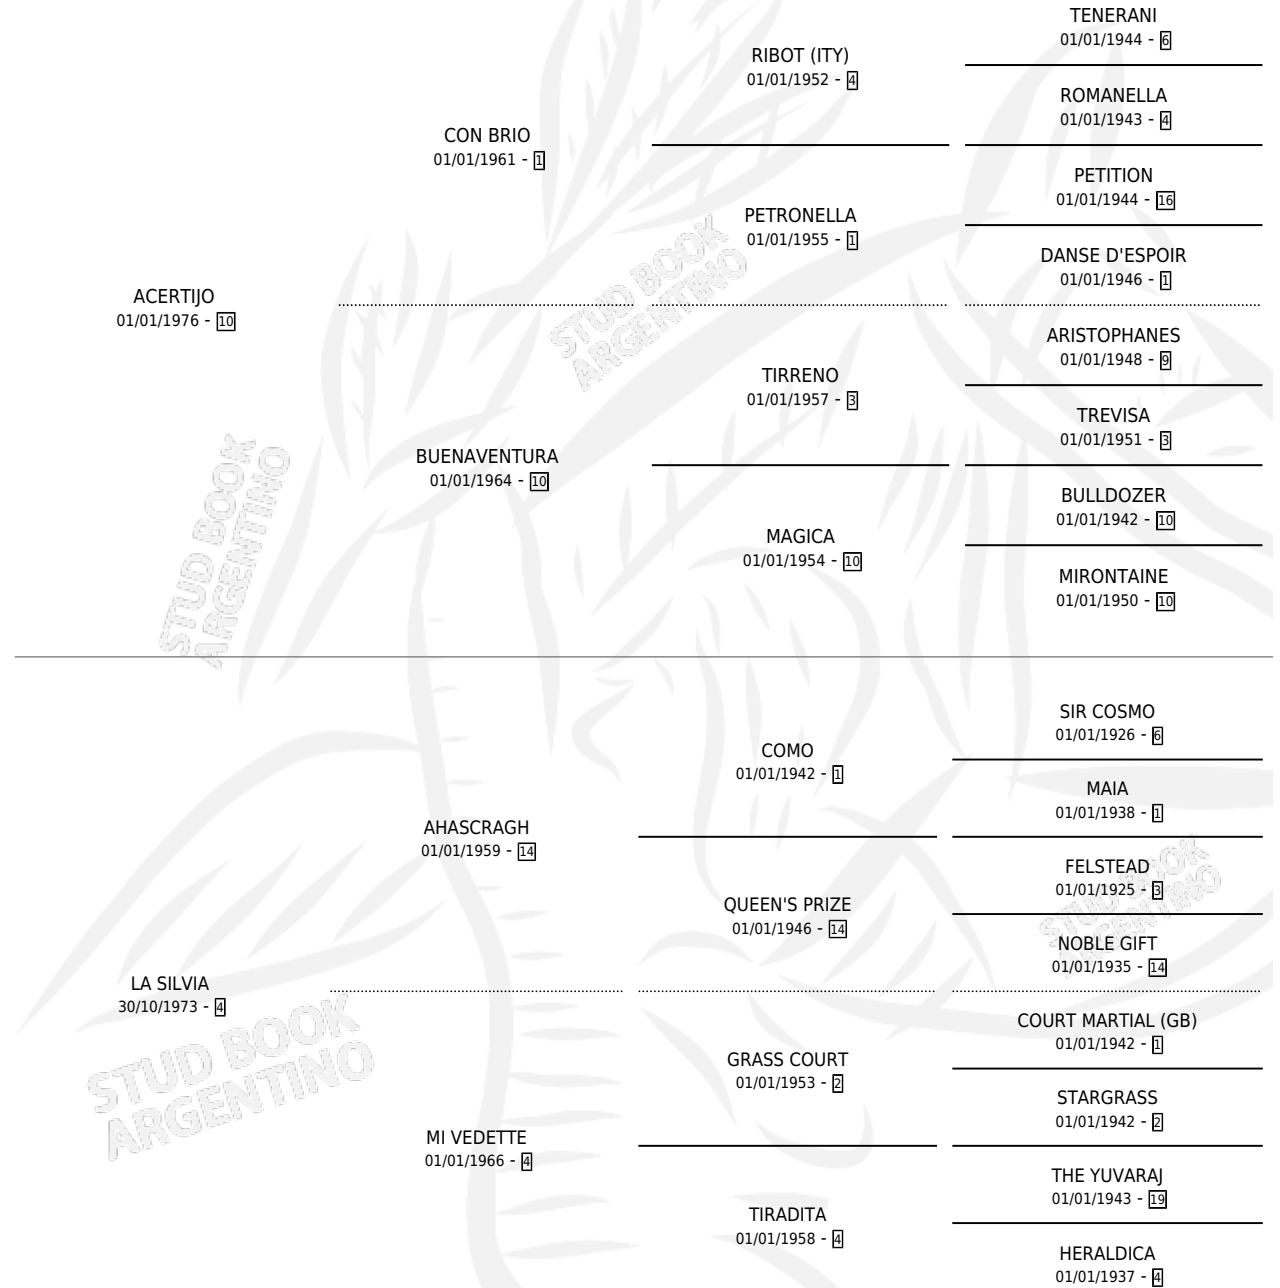 TENERANI
01/01/1944 - 6
RIBOT (ITY)
01/01/1952 - 4
ROMANELLA
01/01/1943 - 4
CON BRIO
01/01/1961 - 1
PETITION
01/01/1944 - 16
PETRONELLA
01/01/1955 - 1
DANSE D'ESPOIR
01/01/1946 - 1
STUD BOOK
ARGENTINO
ACERTIJO
01/01/1976 - 10
ARISTOPHANES
01/01/1948 - 9
TIRRENO
01/01/1957 - 3
TREVISA
01/01/1951 - 3
BUENAVENTURA
01/01/1964 - 10
BULLDOZER
01/01/1942 - 10
MAGICA
01/01/1954 - 10
MIRONTAINE
01/01/1950 - 10
STUD BOOK
ARGENTINO
SIR COSMO
01/01/1926 - 6
COMO
01/01/1942 - 1
MAIA
01/01/1938 - 1
AHASCRAGH
01/01/1959 - 14
FELSTEAD
01/01/1925 - 3
QUEEN'S PRIZE
01/01/1946 - 14
NOBLE GIFT
01/01/1935 - 14
STUD BOOK
ARGENTINO
LA SILVIA
30/10/1973 - 4
COURT MARTIAL (GB)
01/01/1942 - 1
GRASS COURT
01/01/1953 - 2
STARGRASS
01/01/1942 - 2
STUD BOOK
ARGENTINO
MI VEDETTE
01/01/1966 - 4
THE YUVARAJ
01/01/1943 - 19
TIRADITA
01/01/1958 - 4
HERALDICA
01/01/1937 - 4